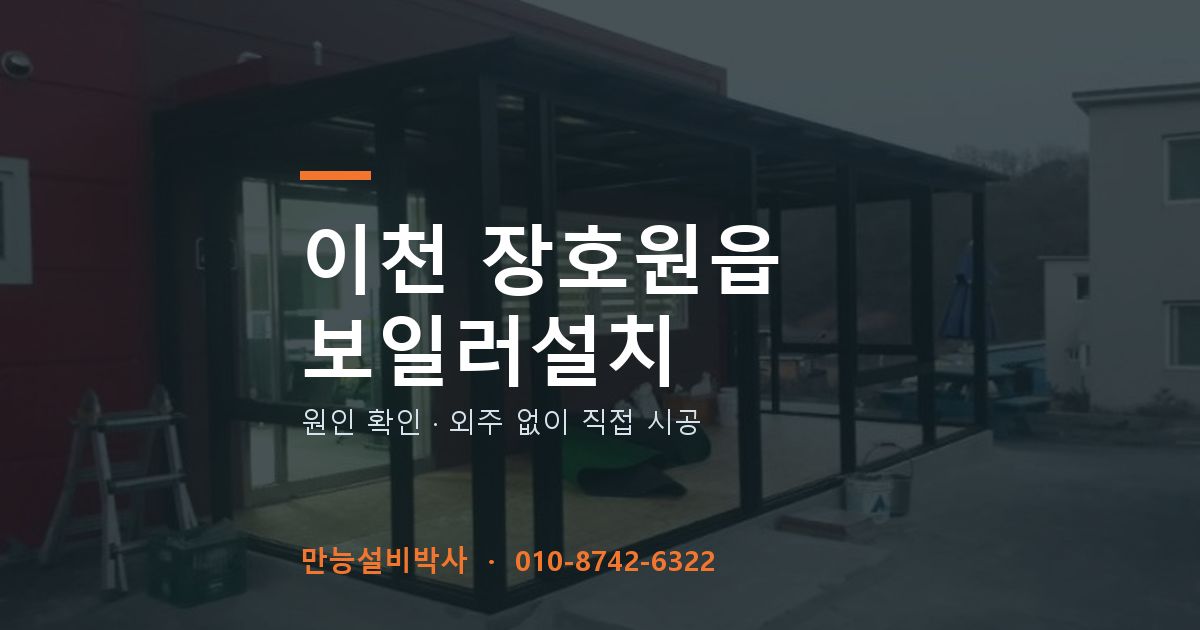 이천 장호원읍
보일러설치
원인 확인 · 외주 없이 직접 시공
만능설비박사 · 010-8742-6322